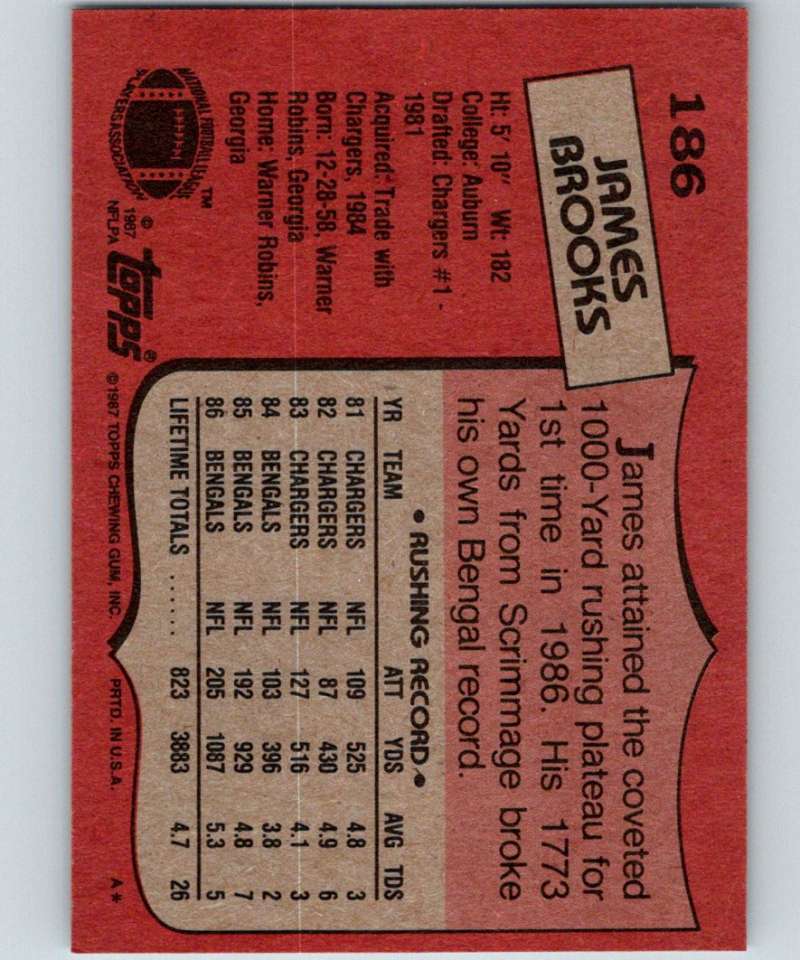 186
JAMES
BROOKS
Ht: 5' 10" Wt: 182
College: Auburn
Drafted: Chargers #1 -
1981
Acquired: Trade with
Chargers, 1984
Born: 12-28-58, Warner
Robins, Georgia
Home: Warner Robins,
Georgia
NATIONAL FOOTBALL LEAGUE
PLAYERS ASSOCIATION
TM
© 1987
NFLPA
topps®
James attained the coveted
1000-Yard rushing plateau for
1st time in 1986. His 1773
Yards from Scrimmage broke
his own Bengal record.
• RUSHING RECORD •
YR TEAM ATT YDS AVG TDS
81 CHARGERS NFL 109 525 4.8 3
82 CHARGERS NFL 87 430 4.9 6
83 CHARGERS NFL 127 516 4.1 3
84 BENGALS NFL 103 396 3.8 2
85 BENGALS NFL 192 929 4.8 7
86 BENGALS NFL 205 1087 5.3 5
LIFETIME TOTALS ...... 823 3883 4.7 26
©1987 TOPPS CHEWING GUM, INC. PRTD. IN U.S.A. A*